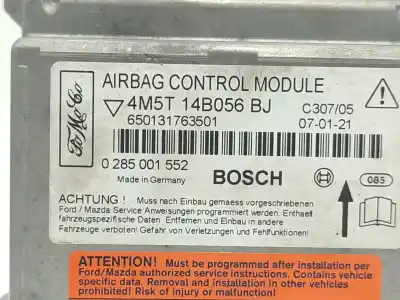 FoMoCo
AIRBAG CONTROL MODULE
4M5T 14B056 BJ
C307/05
650131763501
07-01-21
0 285 001 552
Made in Germany
BOSCH
085
ACHTUNG ! Muss nach Einbau gemaess vorgeschriebenen
Ford / Mazda Service Anweisungen programmiert werden. Enthaelt
fahrzeugspezifische Daten. Entfernen und Einbau in andere
Fahrzeuge verboten! Gefahr von Verletzungen und Fehlfunktionen!
ATTENTION! Must be programmed after installation per
Ford/Mazda authorized service instructions. Contains vehicle
specific data. Removal and installation in other vehicles
prohibited! Risk of injury or malfunction!